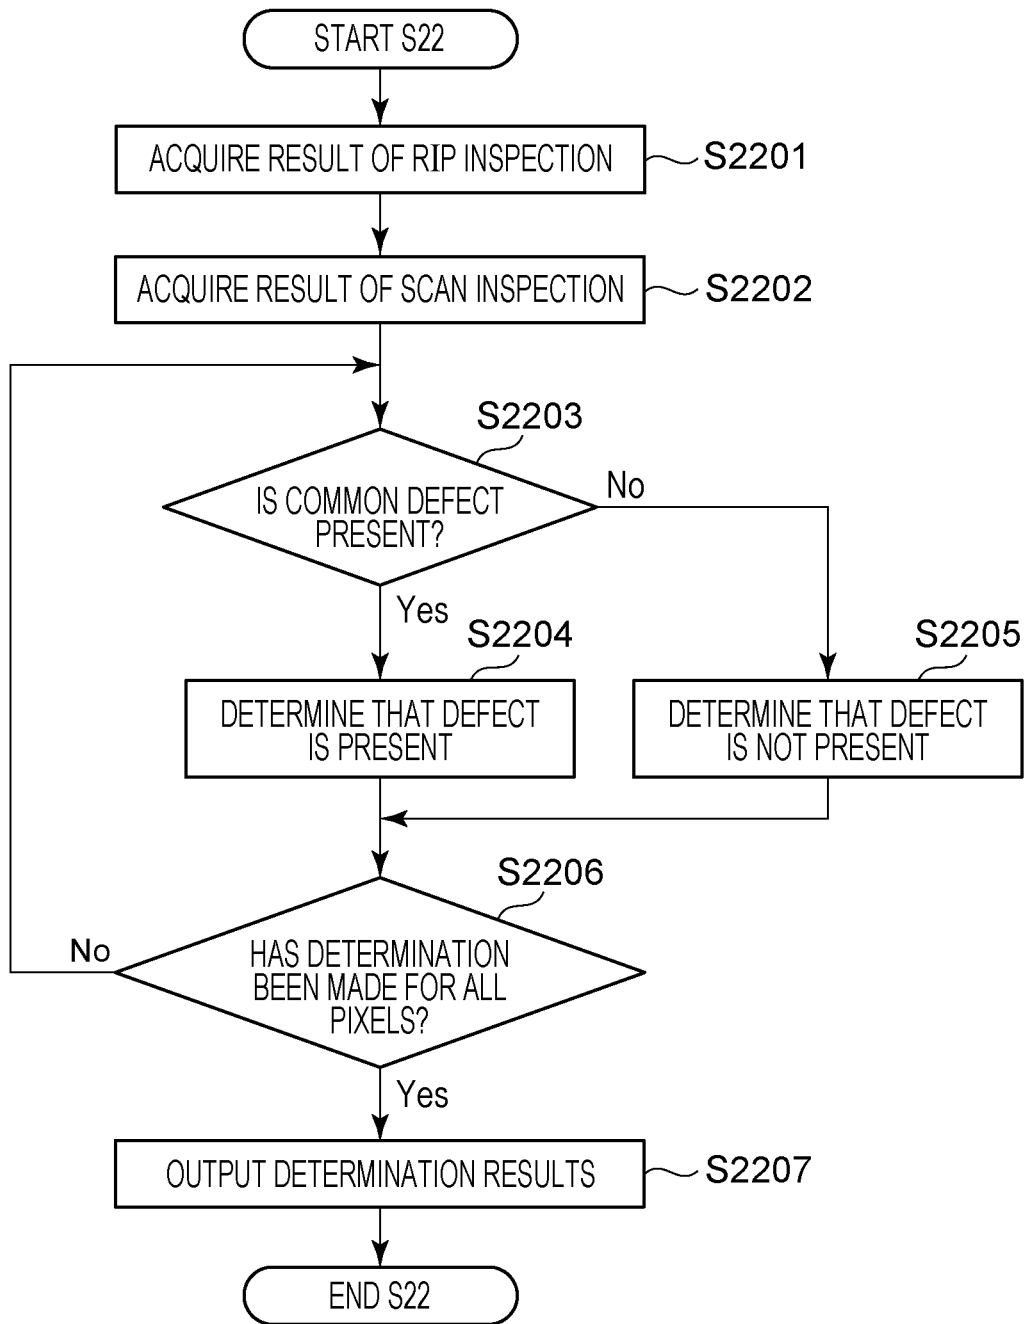 START S22
ACQUIRE RESULT OF RIP INSPECTION
S2201
ACQUIRE RESULT OF SCAN INSPECTION
S2202
S2203
IS COMMON DEFECT
PRESENT?
No
Yes
S2204
DETERMINE THAT DEFECT
IS PRESENT
S2205
DETERMINE THAT DEFECT
IS NOT PRESENT
S2206
HAS DETERMINATION
BEEN MADE FOR ALL
PIXELS?
No
Yes
OUTPUT DETERMINATION RESULTS
S2207
END S22